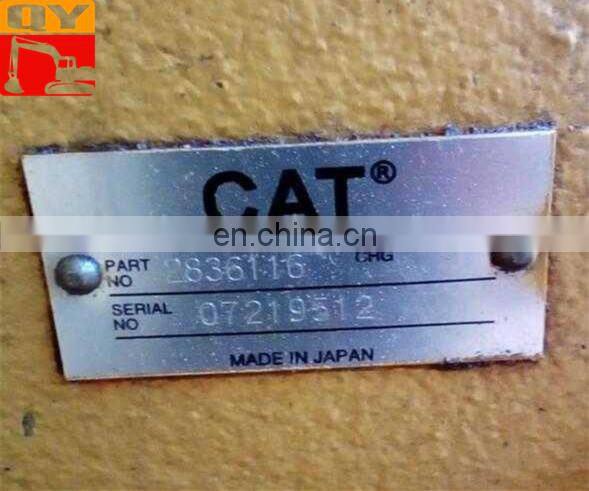 QY
CAT®
en.china.cn
PART NO 2836116 CHG
SERIAL NO 07219512
MADE IN JAPAN